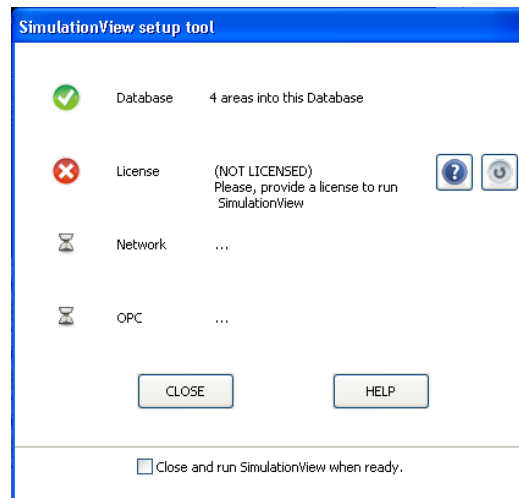 SimulationView setup tool
Database 4 areas into this Database
License (NOT LICENSED)
Please, provide a license to run
SimulationView
Network ...
OPC ...
CLOSE HELP
Close and run SimulationView when ready.